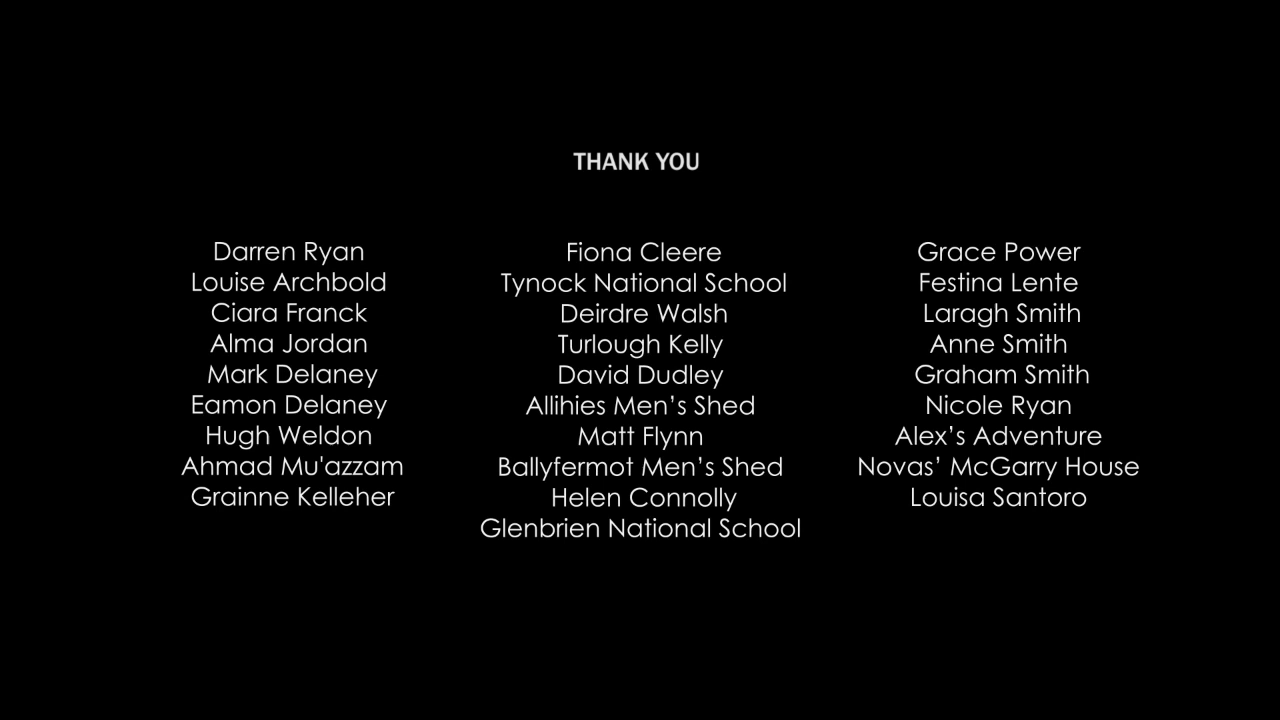 THANK YOU
Darren Ryan
Louise Archbold
Ciara Franck
Alma Jordan
Mark Delaney
Eamon Delaney
Hugh Weldon
Ahmad Mu'azzam
Grainne Kelleher
Fiona Cleere
Tynock National School
Deirdre Walsh
Turlough Kelly
David Dudley
Allihies Men’s Shed
Matt Flynn
Ballyfermot Men’s Shed
Helen Connolly
Glenbrien National School
Grace Power
Festina Lente
Laragh Smith
Anne Smith
Graham Smith
Nicole Ryan
Alex’s Adventure
Novas’ McGarry House
Louisa Santoro